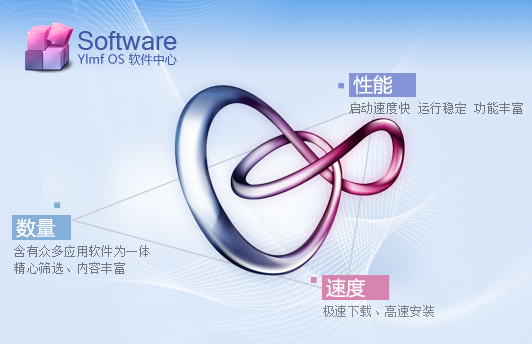 Software
Ylmf OS 软件中心
性能
启动速度快 运行稳定 功能丰富
数量
含有众多应用软件为一体
精心筛选、内容丰富
速度
极速下载、高速安装